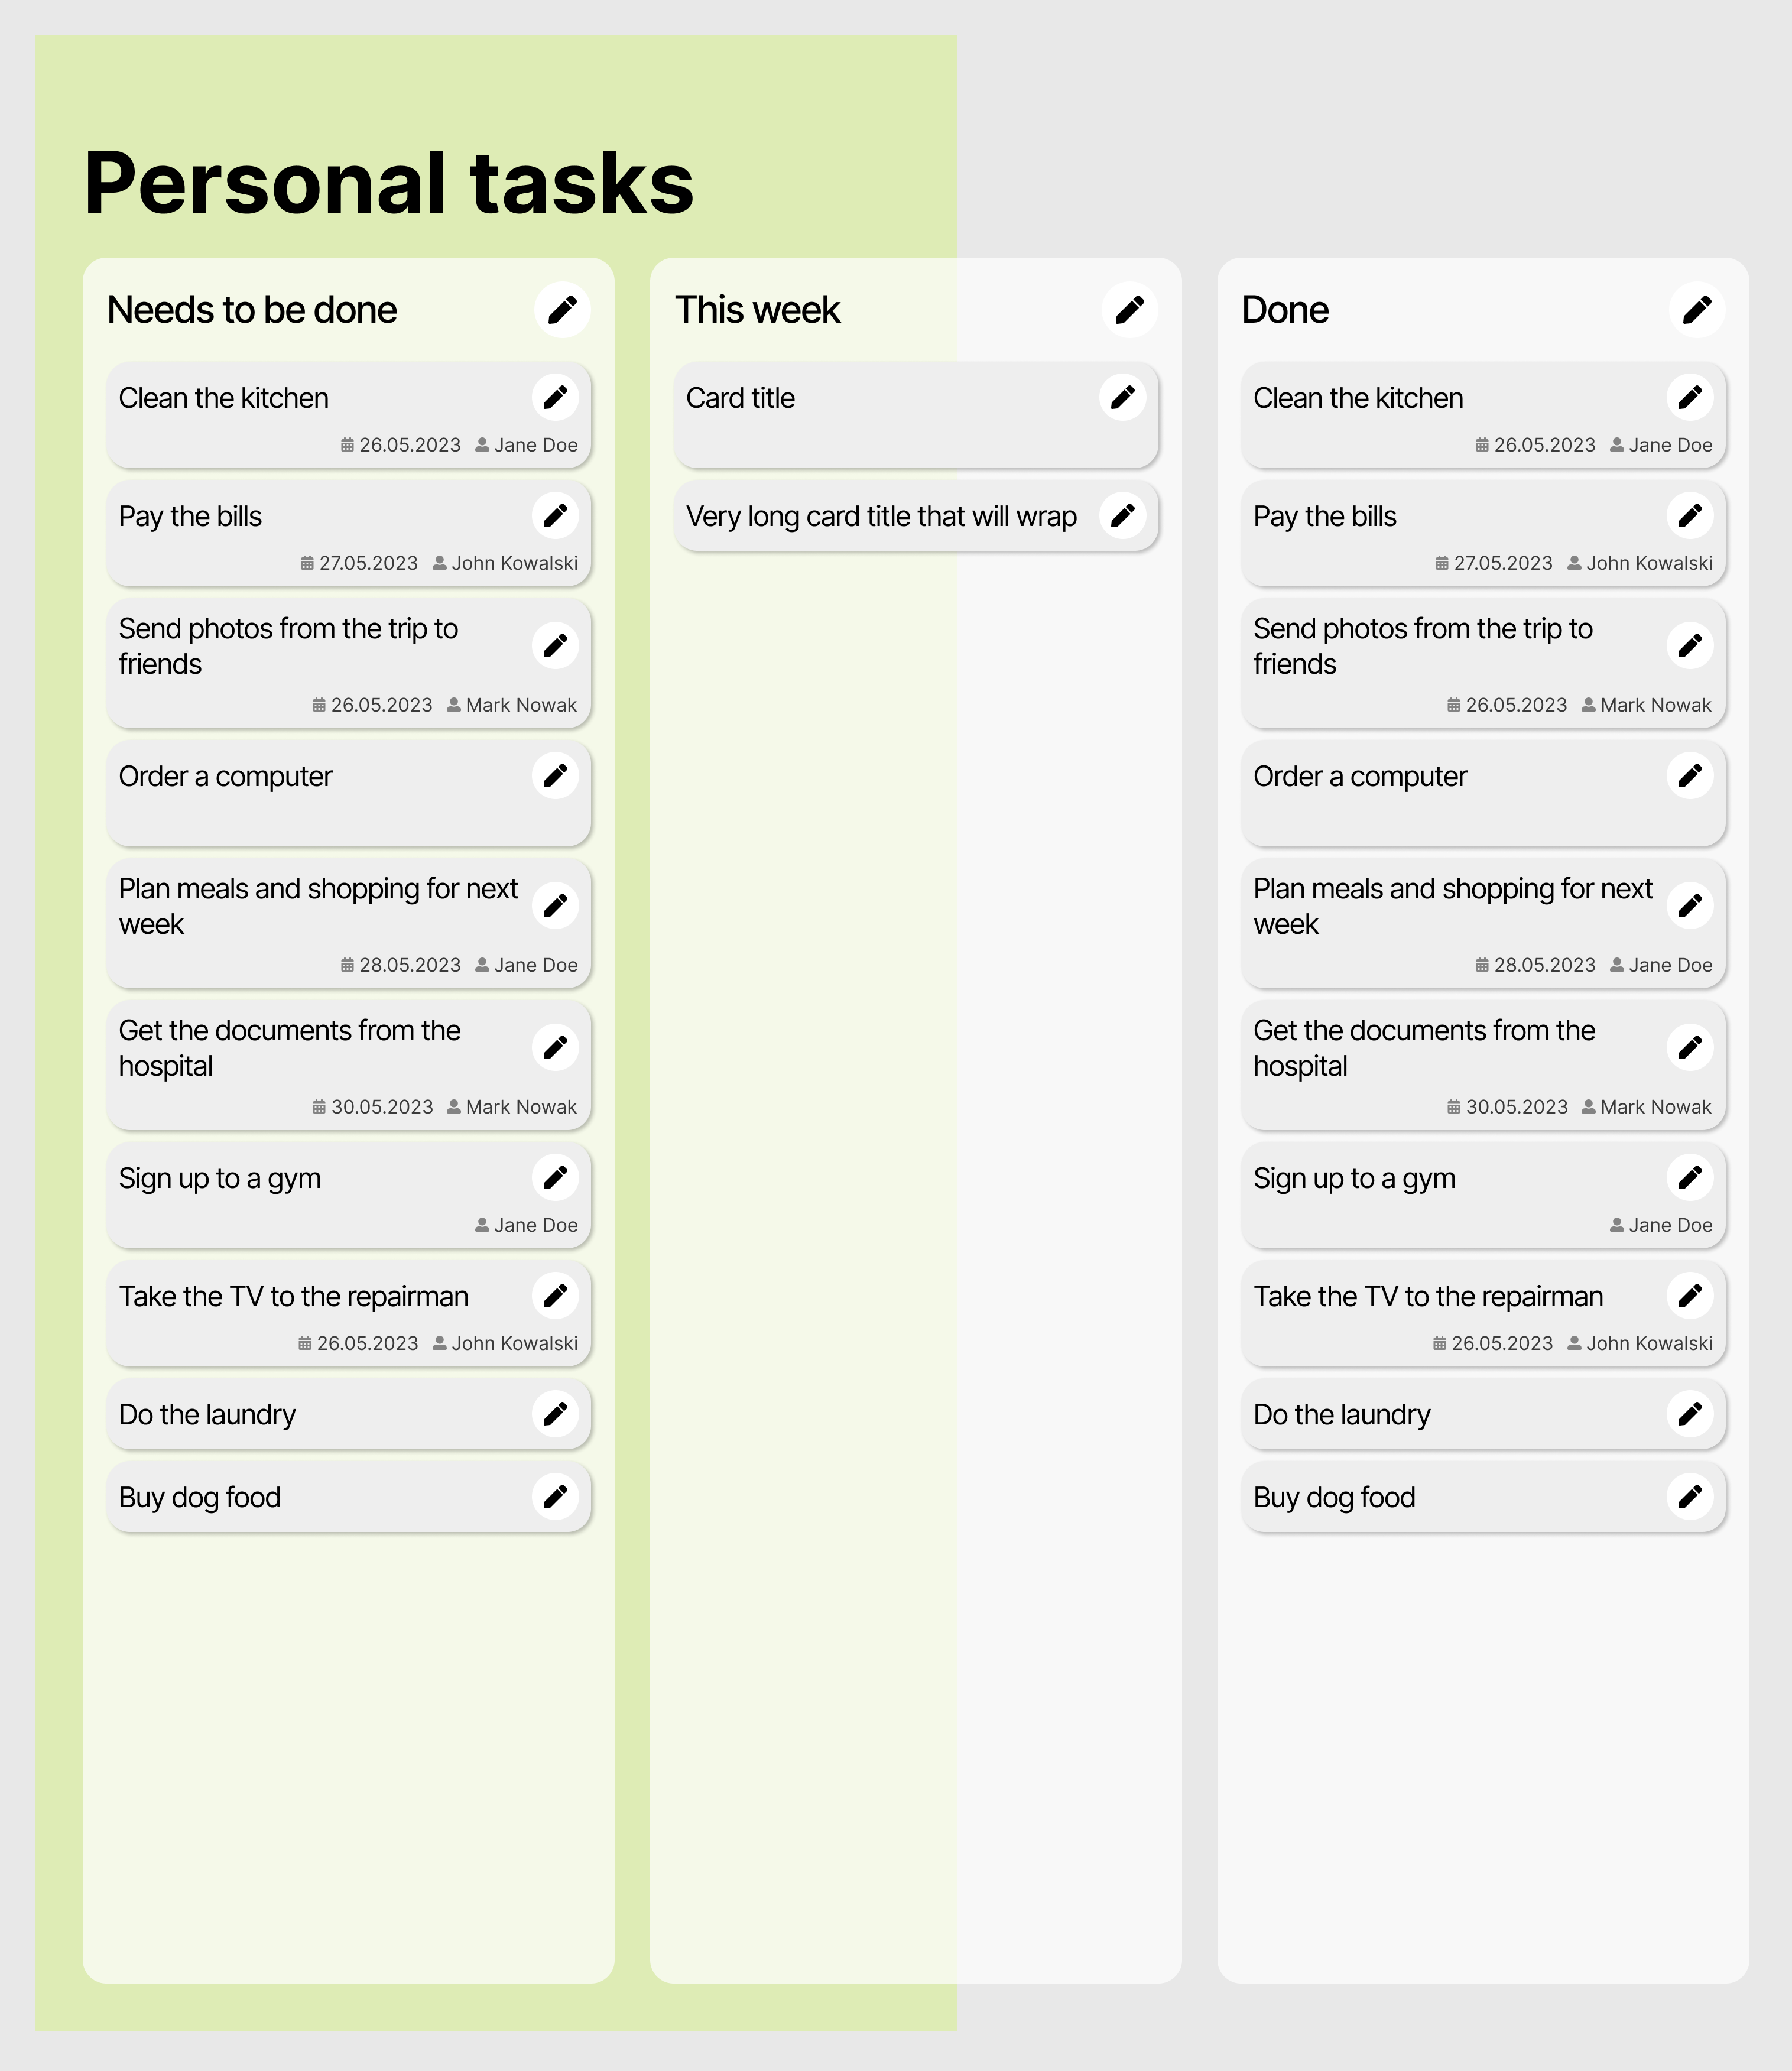 Personal tasks
Needs to be done
Clean the kitchen
26.05.2023 Jane Doe
Pay the bills
27.05.2023 John Kowalski
Send photos from the trip to
friends
26.05.2023 Mark Nowak
Order a computer
Plan meals and shopping for next
week
28.05.2023 Jane Doe
Get the documents from the
hospital
30.05.2023 Mark Nowak
Sign up to a gym
Jane Doe
Take the TV to the repairman
26.05.2023 John Kowalski
Do the laundry
Buy dog food
This week
Card title
Very long card title that will wrap
Done
Clean the kitchen
26.05.2023 Jane Doe
Pay the bills
27.05.2023 John Kowalski
Send photos from the trip to
friends
26.05.2023 Mark Nowak
Order a computer
Plan meals and shopping for next
week
28.05.2023 Jane Doe
Get the documents from the
hospital
30.05.2023 Mark Nowak
Sign up to a gym
Jane Doe
Take the TV to the repairman
26.05.2023 John Kowalski
Do the laundry
Buy dog food